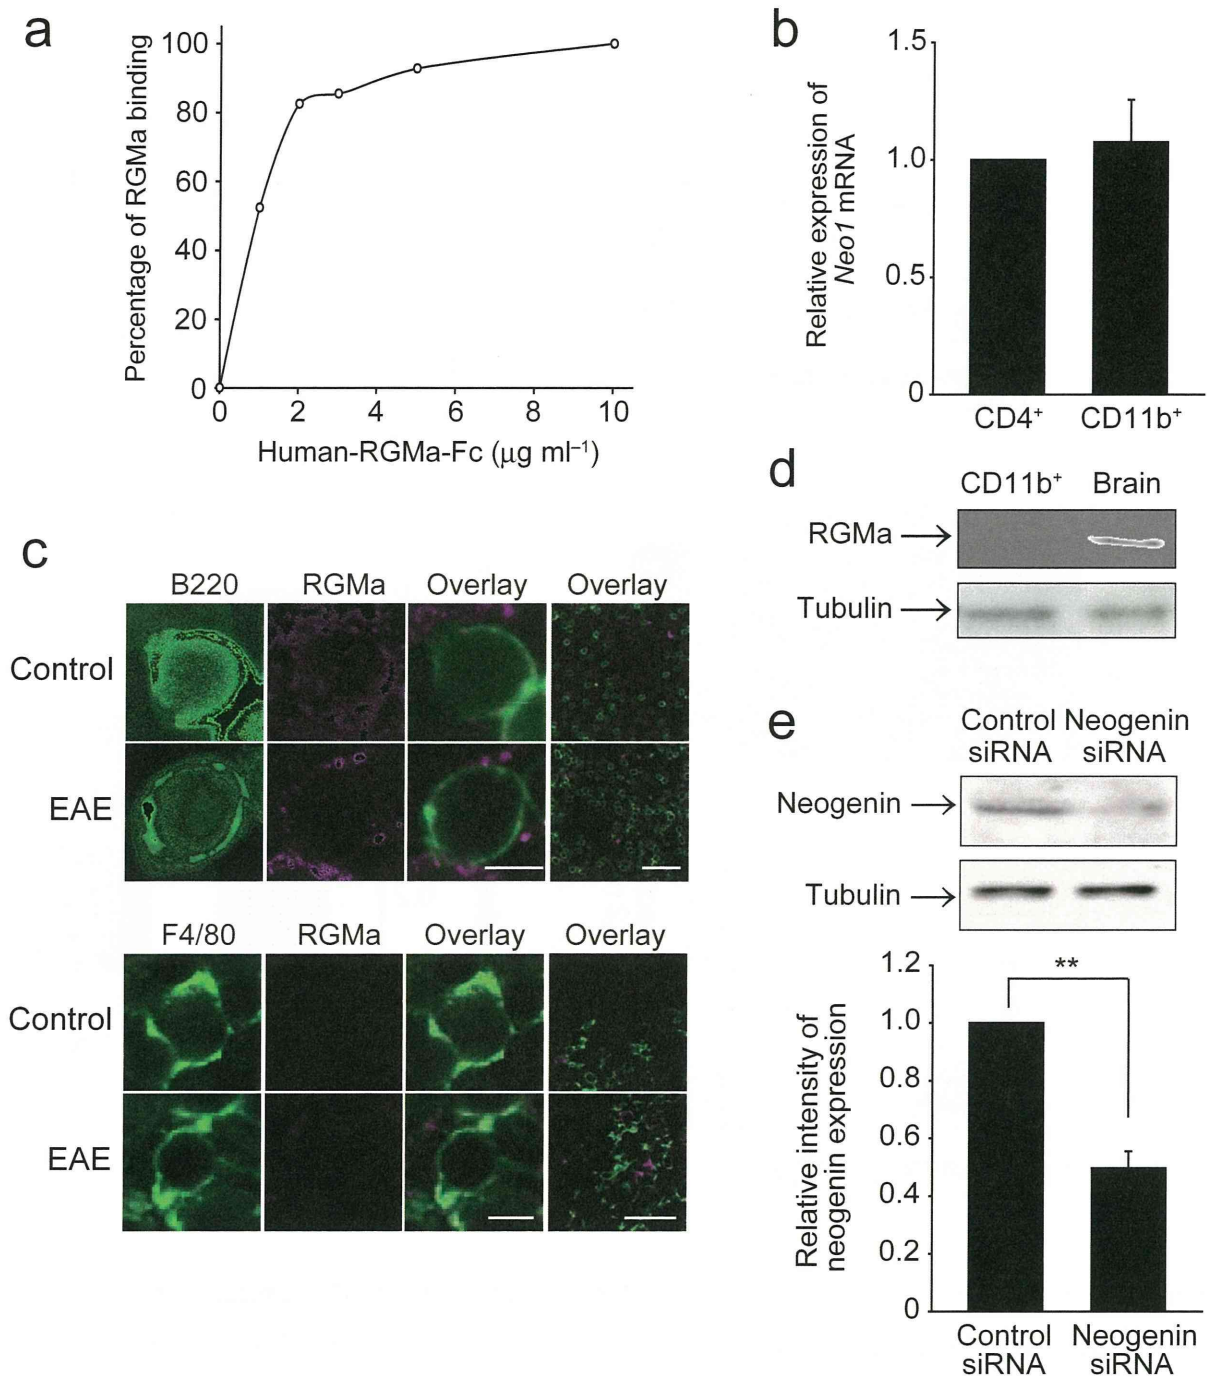 a
100
80
60
40
20
0
Percentage of RGMa binding
0 2 4 6 8 10
Human-RGMa-Fc (μg ml⁻¹)
b
1.5
1.0
0.5
0
Relative expression of
Neo1 mRNA
CD4⁺ CD11b⁺
c
B220 RGMa Overlay Overlay
Control
EAE
F4/80 RGMa Overlay Overlay
Control
EAE
d
CD11b⁺ Brain
RGMa
Tubulin
e
Control Neogenin
siRNA siRNA
Neogenin
Tubulin
1.2
1.0
0.8
0.6
0.4
0.2
0
Relative intensity of
neogenin expression
**
Control Neogenin
siRNA siRNA